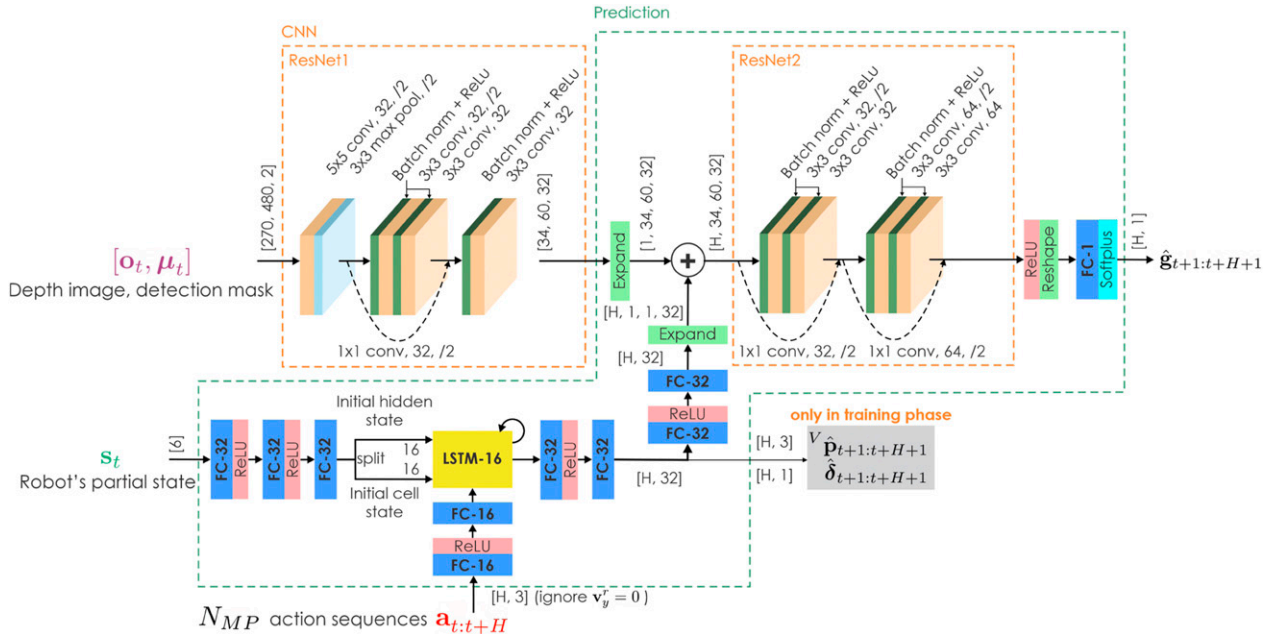 Prediction
CNN
ResNet1
5x5 conv, 32, /2
3x3 max pool, /2
Batch norm + ReLU
3x3 conv, 32, /2
3x3 conv, 32
Batch norm + ReLU
3x3 conv, 32
[270, 480, 2]
[34, 60, 32]
[1, 34, 60, 32]
[H, 34, 60, 32]
ResNet2
Batch norm + ReLU
3x3 conv, 32, /2
3x3 conv, 32
Batch norm + ReLU
3x3 conv, 64, /2
3x3 conv, 64
[H, 1]
[oₜ, μₜ]
Depth image, detection mask
Expand
+
ReLU
Reshape
FC-1
Softplus
ĝₜ₊₁:ₜ₊H₊₁
1x1 conv, 32, /2
[H, 1, 1, 32]
Expand
1x1 conv, 32, /2
1x1 conv, 64, /2
[H, 32]
FC-32
ReLU
FC-32
sₜ
Robot's partial state
[6]
FC-32
ReLU
FC-32
ReLU
FC-32
Initial hidden
state
16
split
16
Initial cell
state
LSTM-16
FC-32
ReLU
FC-32
[H, 32]
[H, 3]
[H, 1]
only in training phase
V p̂ₜ₊₁:ₜ₊H₊₁
δ̂ₜ₊₁:ₜ₊H₊₁
FC-16
ReLU
FC-16
[H, 3] (ignore vʳᵧ = 0 )
N_MP action sequences aₜ:ₜ₊H